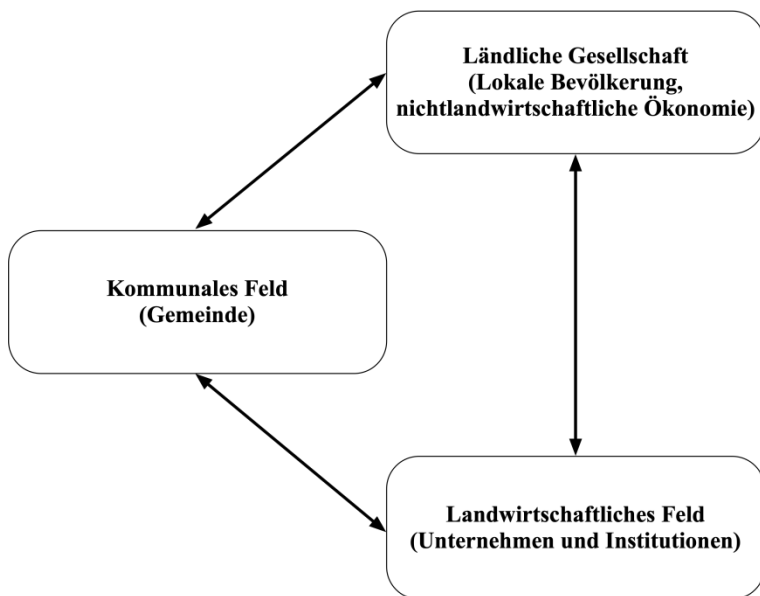 Ländliche Gesellschaft
(Lokale Bevölkerung,
nichtlandwirtschaftliche Ökonomie)
Kommunales Feld
(Gemeinde)
Landwirtschaftliches Feld
(Unternehmen und Institutionen)